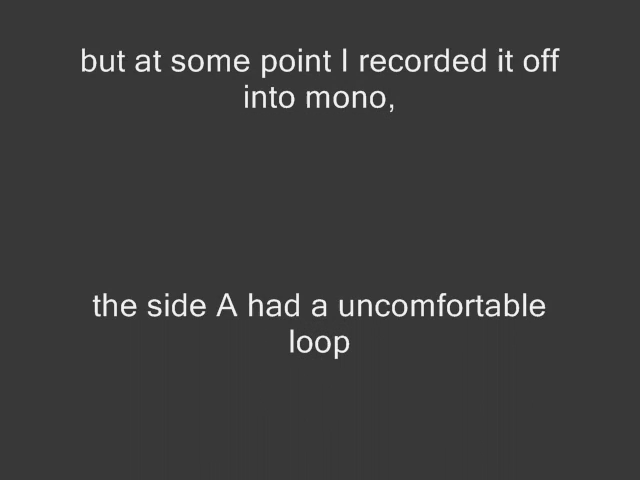 but at some point I recorded it off
into mono,
the side A had a uncomfortable
loop